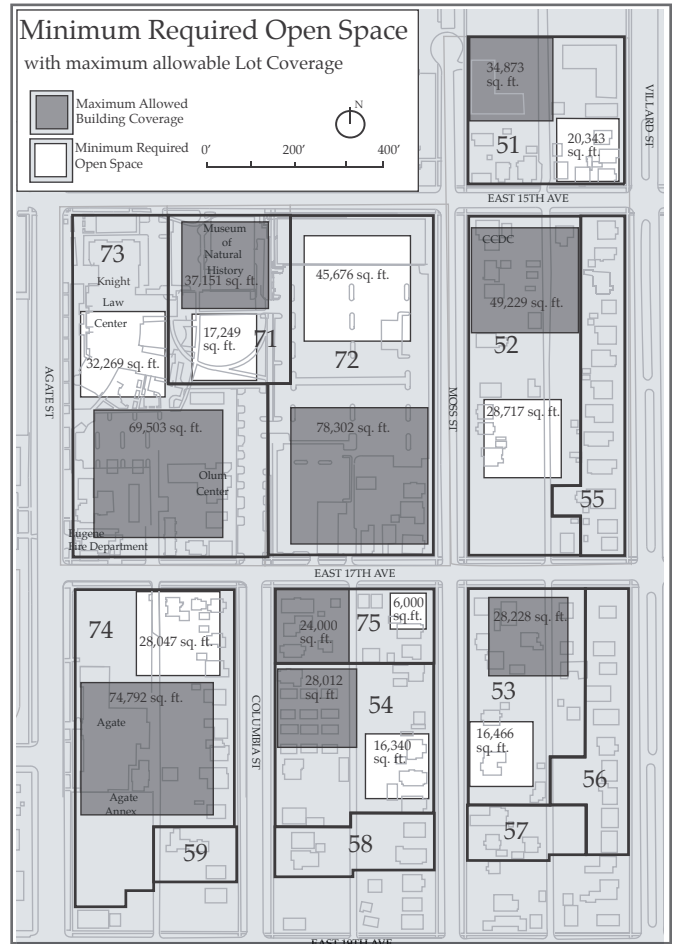 Minimum Required Open Space
with maximum allowable Lot Coverage
Maximum Allowed
Building Coverage
Minimum Required
Open Space
N
0'
200'
400'
34,873
sq. ft.
51
20,343
sq. ft.
VILLARD ST
EAST 15TH AVE
73
Knight
Law
Center
32,269 sq. ft.
Museum
of
Natural
History
37,151 sq. ft.
17,249
sq. ft.
71
45,676 sq. ft.
72
CCDC
49,229 sq. ft.
52
AGATE ST
69,503 sq. ft.
78,302 sq. ft.
MOSS ST
28,717 sq. ft.
Olum
Center
55
Eugene
Fire Department
EAST 17TH AVE
74
28,047 sq. ft.
24,000
sq. ft.
75
6,000
sq.ft.
28,228 sq. ft.
74,792 sq. ft.
28,012
sq. ft.
54
53
Agate
COLUMBIA ST
16,340
sq. ft.
16,466
sq. ft.
56
Agate
Annex
59
58
57
EAST 19TH AVE